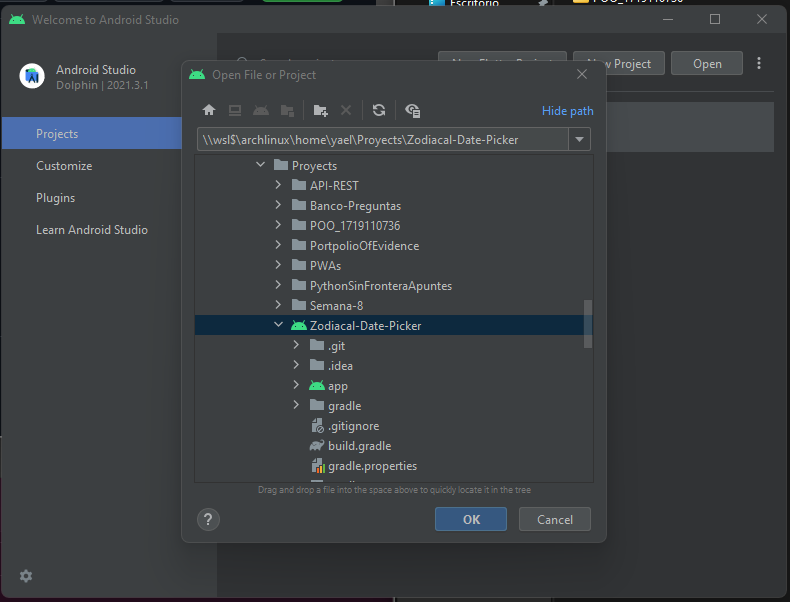 Escritorio
POO_1719110736
Welcome to Android Studio
Android Studio
Dolphin | 2021.3.1
New Project
Open
Projects
Customize
Plugins
Learn Android Studio
Open File or Project
Hide path
\\wsl$\archlinux\home\yael\Proyects\Zodiacal-Date-Picker
Proyects
API-REST
Banco-Preguntas
POO_1719110736
PortpolioOfEvidence
PWAs
PythonSinFronteraApuntes
Semana-8
Zodiacal-Date-Picker
.git
.idea
app
gradle
.gitignore
build.gradle
gradle.properties
Drag and drop a file into the space above to quickly locate it in the tree
?
OK
Cancel